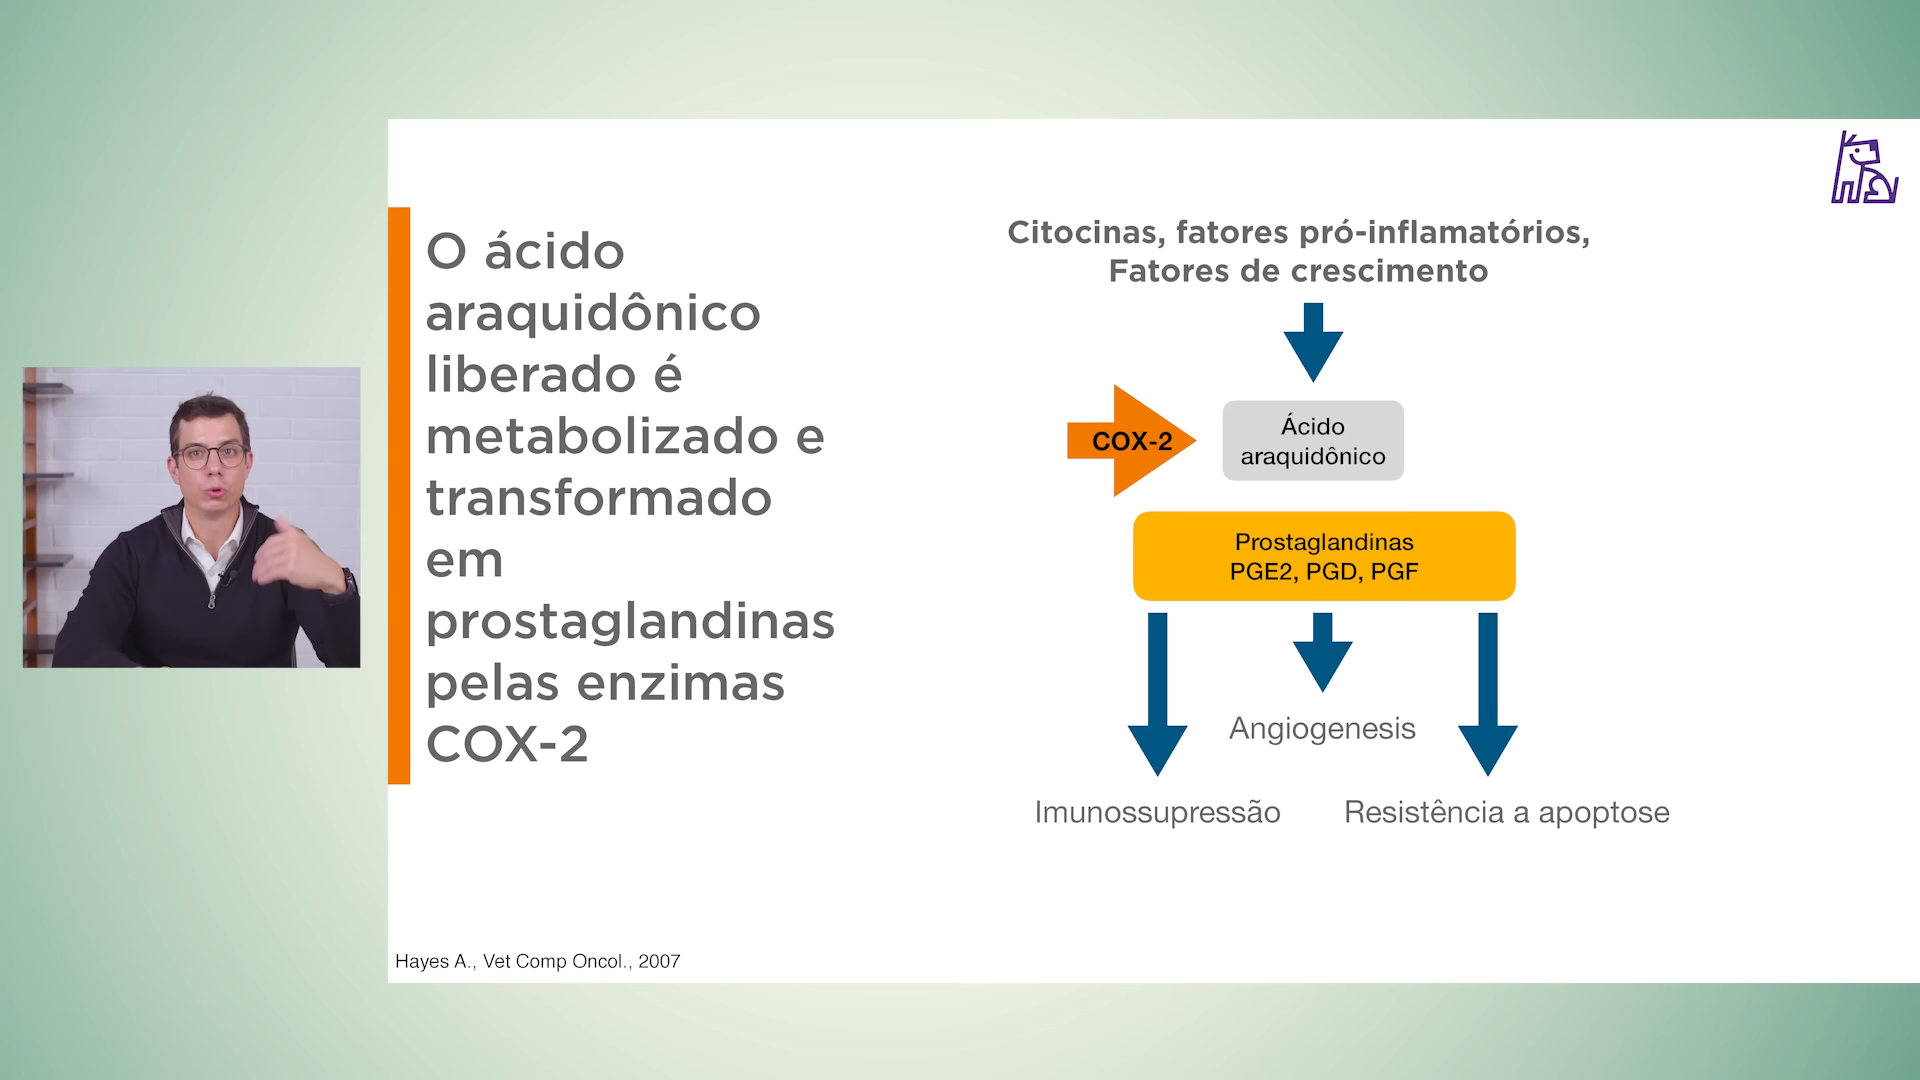 O ácido
araquidônico
liberado é
metabolizado e
transformado
em
prostaglandinas
pelas enzimas
COX-2
Citocinas, fatores pró-inflamatórios,
Fatores de crescimento
COX-2
Ácido
araquidônico
Prostaglandinas
PGE2, PGD, PGF
Angiogenesis
Imunossupressão
Resistência a apoptose
Hayes A., Vet Comp Oncol., 2007